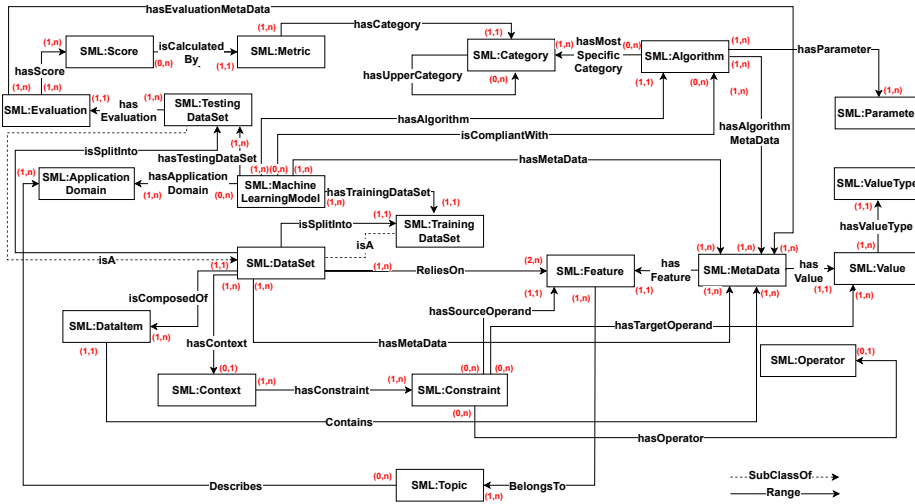 hasEvaluationMetaData
(1,n)
(1,n)
hasCategory
SML:Score
isCalculated
By
SML:Metric
(0,n)
(1,1)
hasScore
(1,n)
(1,n)
(1,1)
SML:Category
(1,n)
hasMost
Specific
Category
(0,n)
SML:Algorithm
(1,n)
(1,n)
hasParameter
hasUpperCategory
(0,n)
(1,1)
(0,n)
(1,n)
(1,n)
SML:Parameter
SML:Evaluation
(1,1)
has
Evaluation
(1,n)
SML:Testing
DataSet
hasAlgorithm
isCompliantWith
hasAlgorithm
MetaData
isSplitInto
(1,n)
hasTestingDataSet
hasMetaData
(1,n)
SML:Application
Domain
hasApplication
Domain
(1,n)
(0,n)
(1,n)
(0,n)
(1,n)
SML:Machine
LearningModel
(1,n)
hasTrainingDataSet
(1,1)
SML:ValueType
(1,1)
hasValueType
isSplitInto
(1,1)
SML:Training
DataSet
isA
isA
(1,1)
SML:DataSet
(1,n)
(1,n)
(1,n)
ReliesOn
(2,n)
SML:Feature
(1,1)
(1,n)
has
Feature
(1,1)
(1,n)
(1,n)
(1,n)
SML:MetaData
(1,n)
(1,n)
has
Value
(1,1)
(1,n)
SML:Value
(1,n)
isComposedOf
SML:DataItem
(1,n)
(1,1)
hasContext
hasMetaData
hasSourceOperand
hasTargetOperand
(0,1)
SML:Context
(1,n)
hasConstraint
(1,n)
(0,n)
(0,n)
SML:Constraint
(0,n)
SML:Operator
(0,1)
Contains
hasOperator
Describes
(0,n)
SML:Topic
(1,n)
BelongsTo
SubClassOf
Range